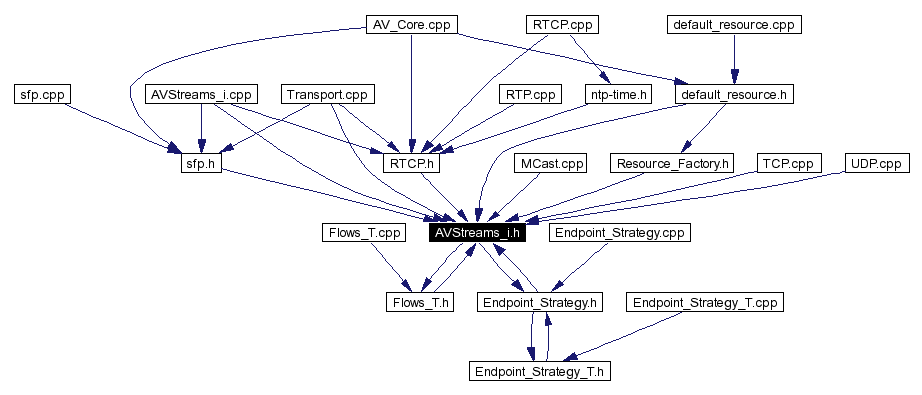 AV_Core.cpp
RTCP.cpp
default_resource.cpp
sfp.cpp
AVStreams_i.cpp
Transport.cpp
RTP.cpp
ntp-time.h
default_resource.h
sfp.h
RTCP.h
MCast.cpp
Resource_Factory.h
TCP.cpp
UDP.cpp
Flows_T.cpp
AVStreams_i.h
Endpoint_Strategy.cpp
Flows_T.h
Endpoint_Strategy.h
Endpoint_Strategy_T.cpp
Endpoint_Strategy_T.h